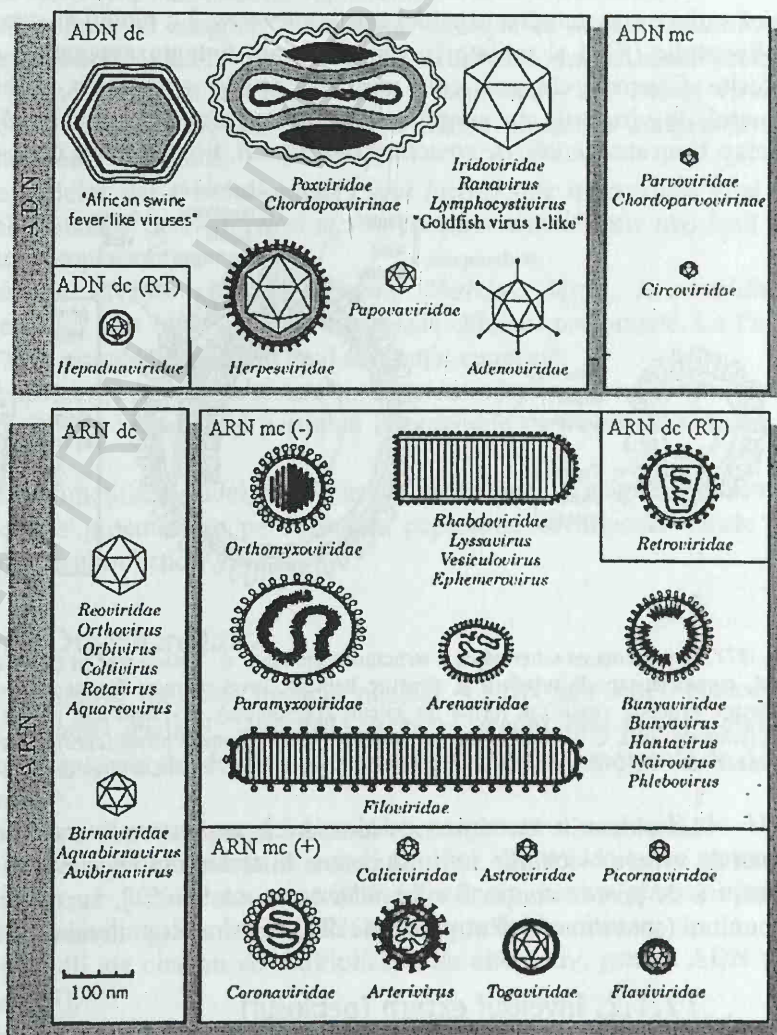 ADN
ADN dc
"African swine
fever-like viruses"
Poxviridae
Chordopoxvirinae
Iridoviridae
Ranavirus
Lymphocystivirus
"Goldfish virus 1-like"
ADN dc (RT)
Hepadnaviridae
Herpesviridae
Papovaviridae
Adenoviridae
ADN mc
Parvoviridae
Chordoparvovirinae
Circoviridae
ARN
ARN dc
Reoviridae
Orthovirus
Orbivirus
Coltivirus
Rotavirus
Aquareovirus
Birnaviridae
Aquabirnavirus
Avibirnavirus
100 nm
ARN mc (-)
Orthomyxoviridae
Rhabdoviridae
Lyssavirus
Vesiculovirus
Ephemerovirus
ARN dc (RT)
Retroviridae
Paramyxoviridae
Arenaviridae
Bunyaviridae
Bunyavirus
Hantavirus
Nairovirus
Phlebovirus
Filoviridae
ARN mc (+)
Caliciviridae
Astroviridae
Picornaviridae
Coronaviridae
Arterivirus
Togaviridae
Flaviviridae